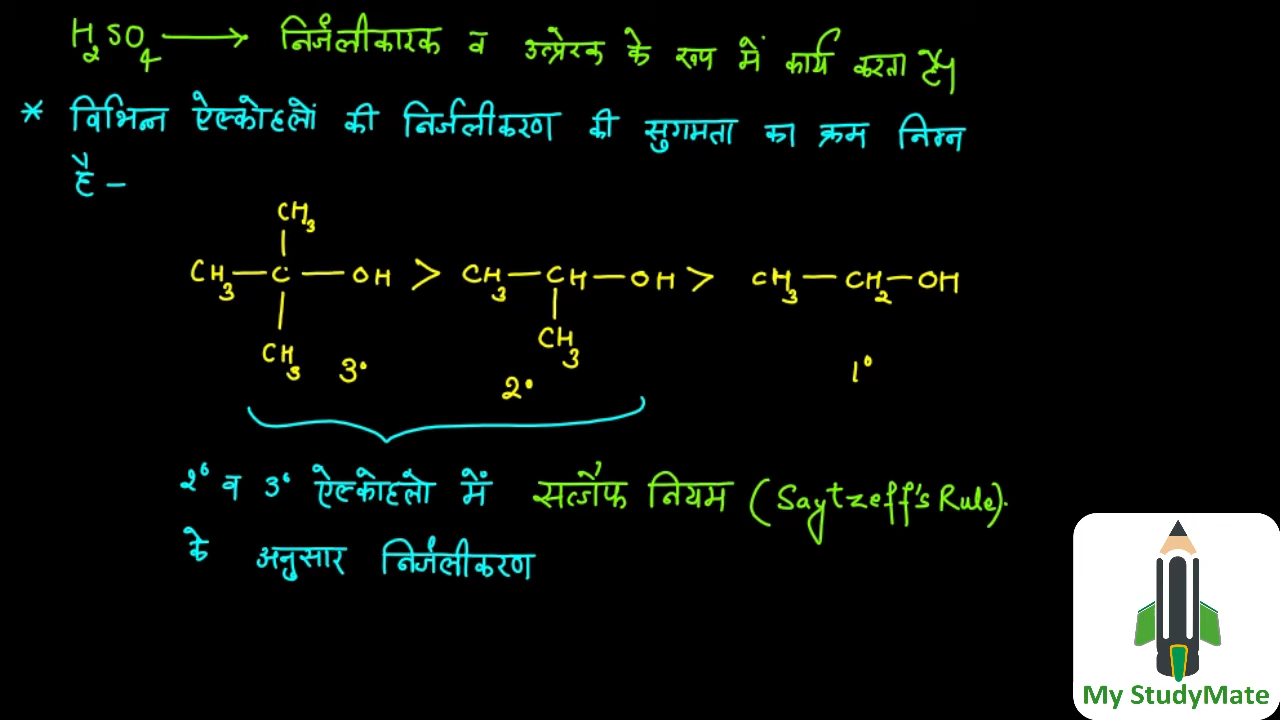 H2SO4 → निर्जलीकारक व उत्प्रेरक के रूप में कार्य करता है।
* विभिन्न ऐल्कोहलों की निर्जलीकरण की सुगमता का क्रम निम्न
है –
CH3
CH3—C—OH > CH3—CH—OH > CH3—CH2—OH
CH3
CH3
3° 2° 1°
2° व 3° ऐल्कोहलो में सेत्जैफ नियम (Saytzeff's Rule).
के अनुसार निर्जलीकरण
My StudyMate